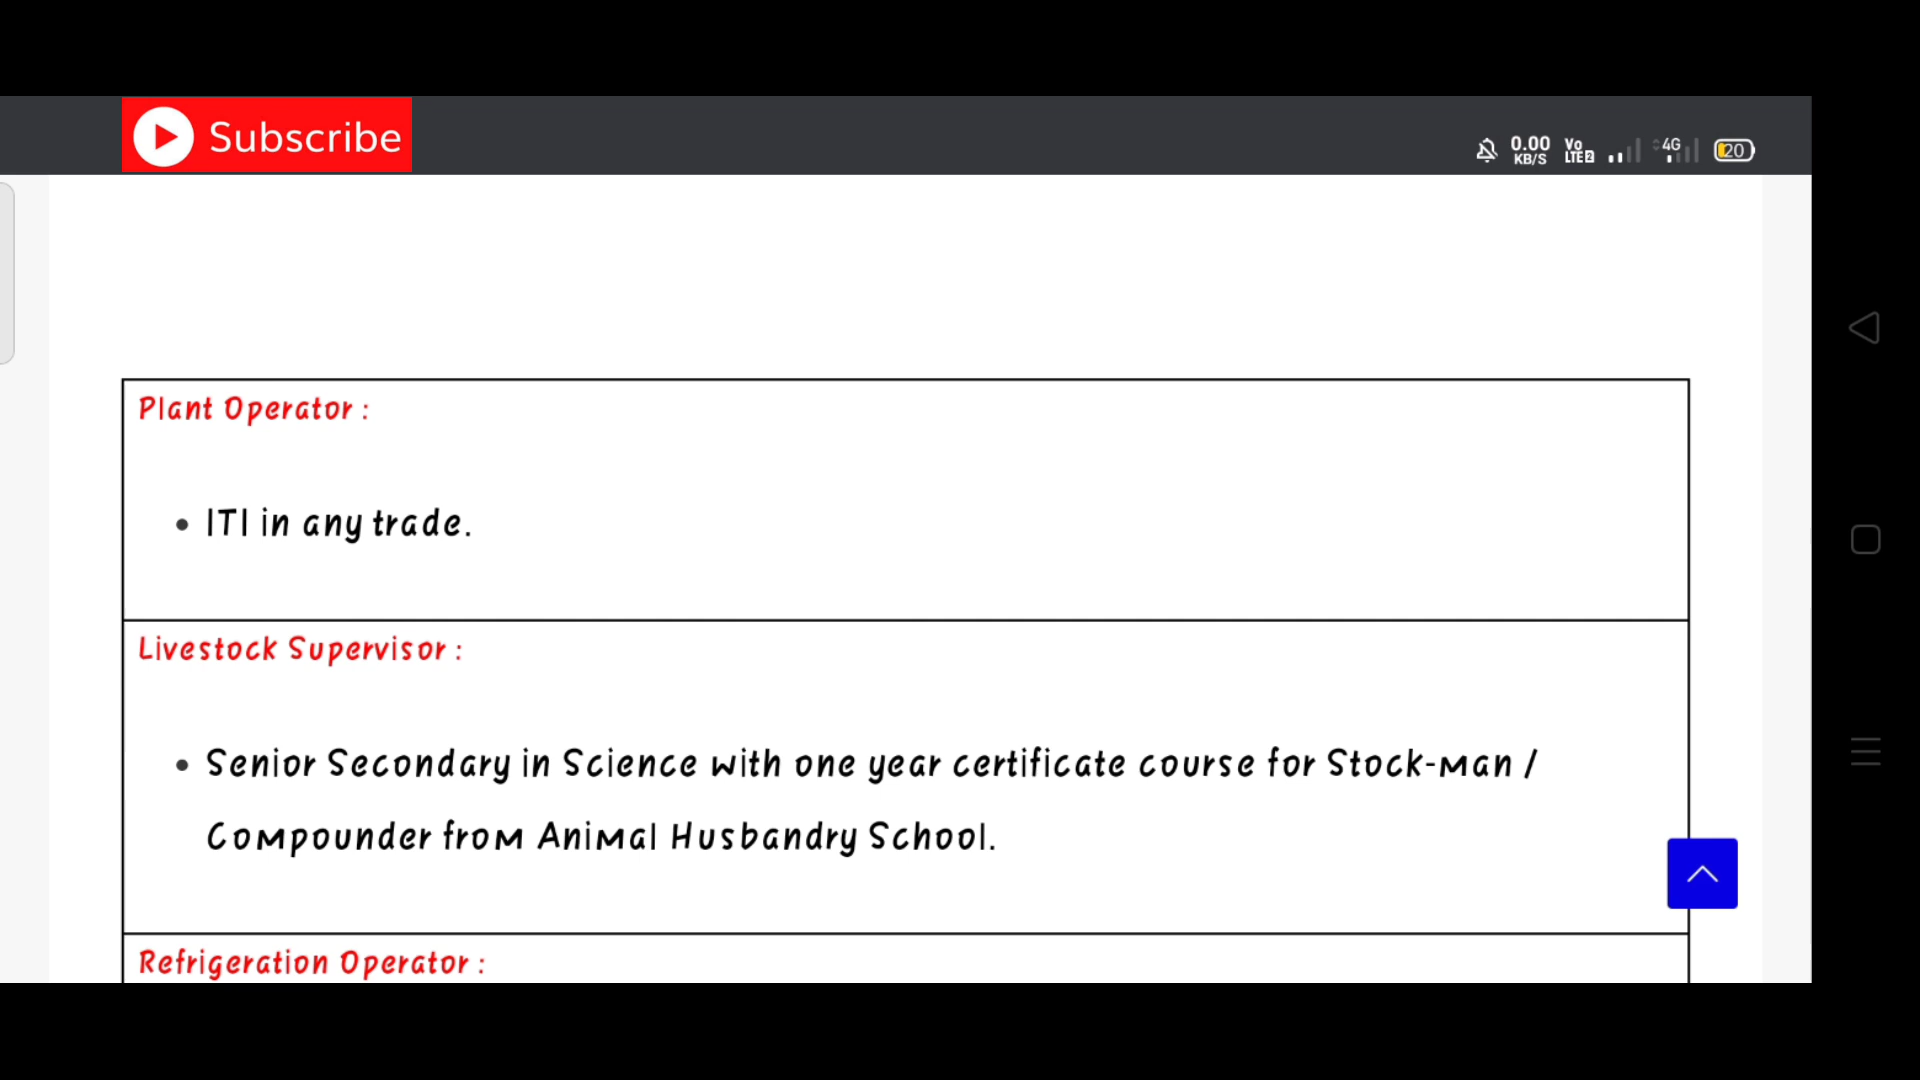 Subscribe
0.00 KB/S Vo LTE 2 4G 20
Plant Operator :
• ITI in any trade.
Livestock Supervisor :
• Senior Secondary in Science with one year certificate course for Stock-man /
Compounder from Animal Husbandry School.
Refrigeration Operator :